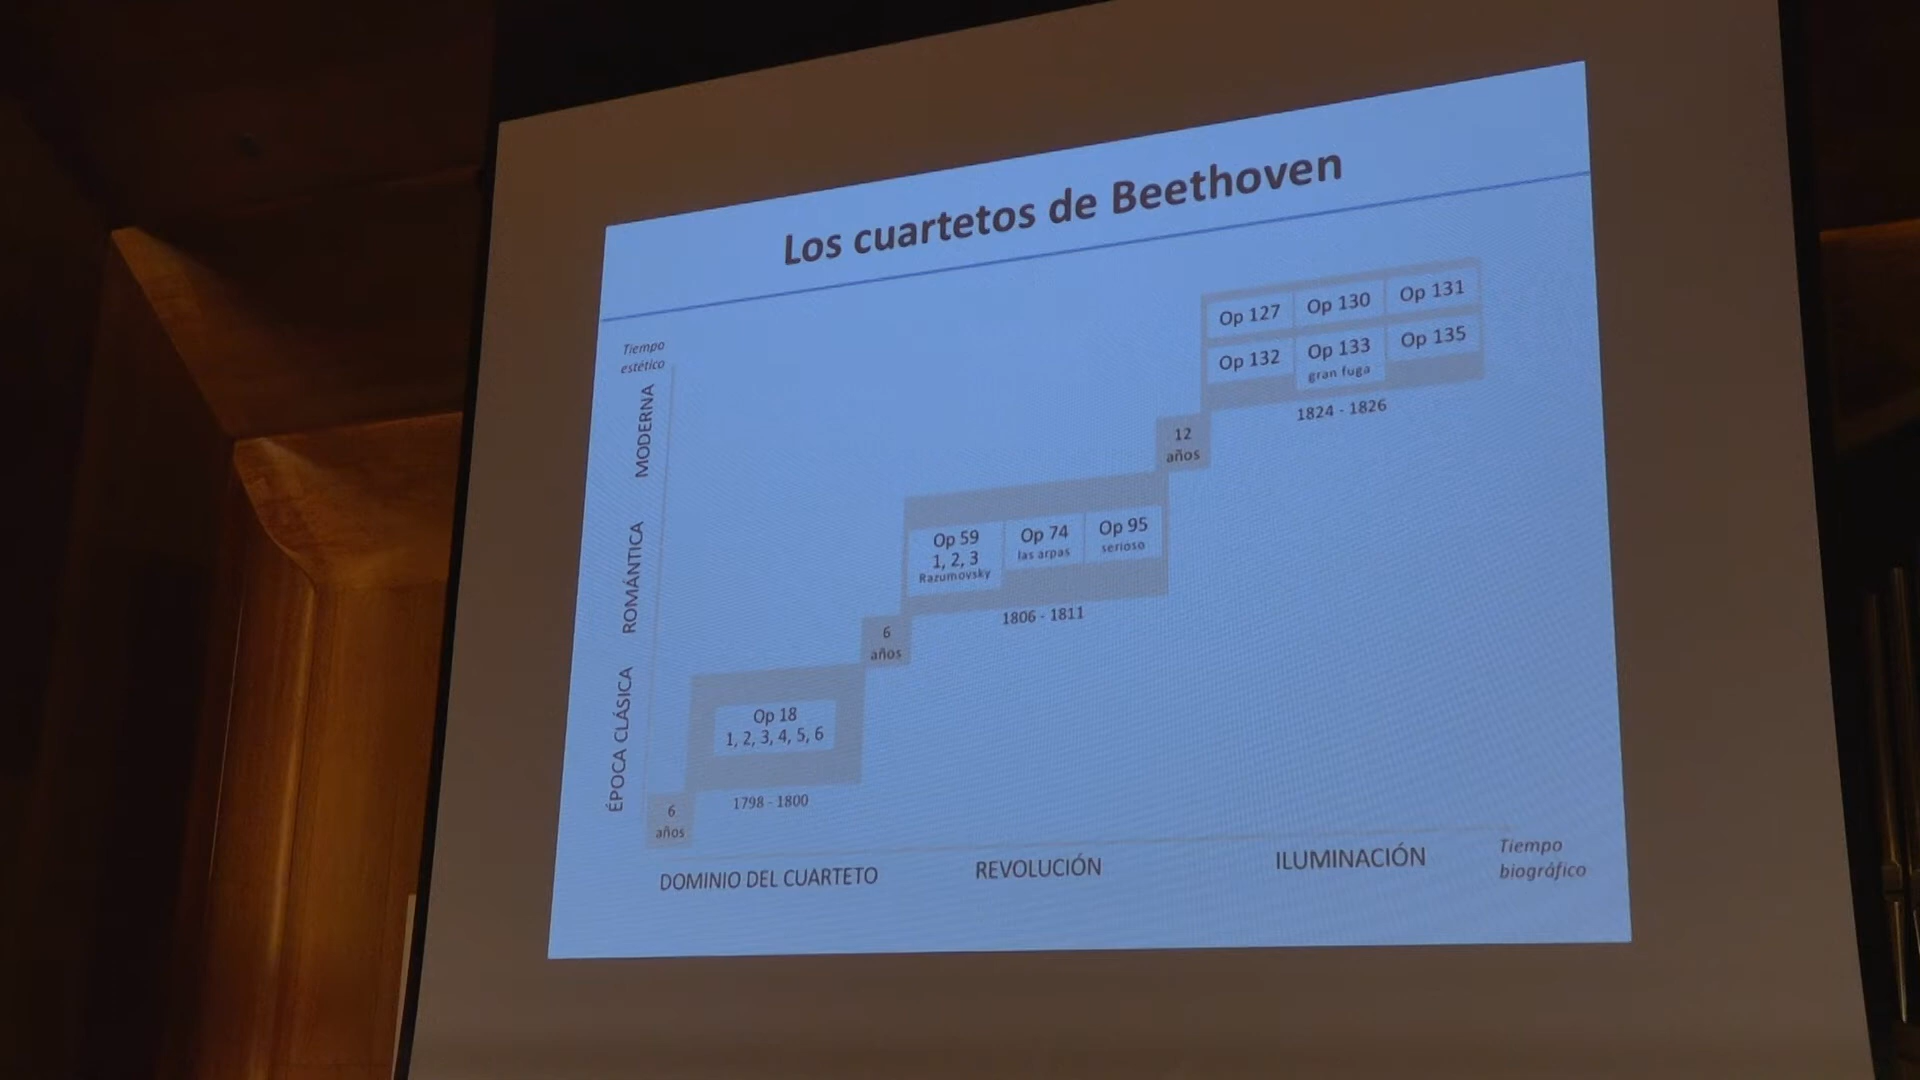 Los cuartetos de Beethoven
Tiempo
estético
MODERNA
ROMÁNTICA
ÉPOCA CLÁSICA
Op 127
Op 130
Op 131
Op 132
Op 133
gran fuga
Op 135
1824 - 1826
12
años
Op 59
1, 2, 3
Razumovsky
Op 74
las arpas
Op 95
serioso
1806 - 1811
6
años
Op 18
1, 2, 3, 4, 5, 6
1798 - 1800
6
años
DOMINIO DEL CUARTETO
REVOLUCIÓN
ILUMINACIÓN
Tiempo
biográfico